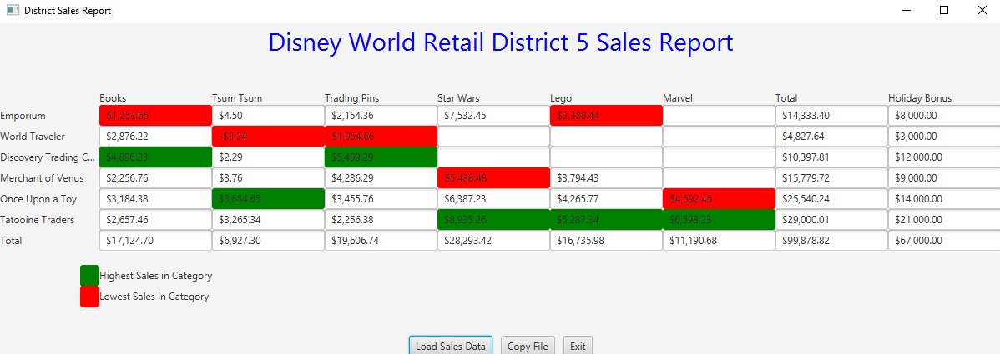 District Sales Report
Disney World Retail District 5 Sales Report
Books Tsum Tsum Trading Pins Star Wars Lego Marvel Total Holiday Bonus
Emporium $1,253.65 $4.50 $2,154.36 $7,532.45 $3,388.44 $14,333.40 $8,000.00
World Traveler $2,876.22 -$3.24 $1,954.66 $4,827.64 $3,000.00
Discovery Trading C... $4,896.23 $2.29 $5,499.29 $10,397.81 $12,000.00
Merchant of Venus $2,256.76 $3.76 $4,286.29 $5,438.48 $3,794.43 $15,779.72 $9,000.00
Once Upon a Toy $3,184.38 $3,654.65 $3,455.76 $6,387.23 $4,265.77 $4,592.45 $25,540.24 $14,000.00
Tatooine Traders $2,657.46 $3,265.34 $2,256.38 $8,935.26 $5,287.34 $6,598.23 $29,000.01 $21,000.00
Total $17,124.70 $6,927.30 $19,606.74 $28,293.42 $16,735.98 $11,190.68 $99,878.82 $67,000.00
Highest Sales in Category
Lowest Sales in Category
Load Sales Data Copy File Exit